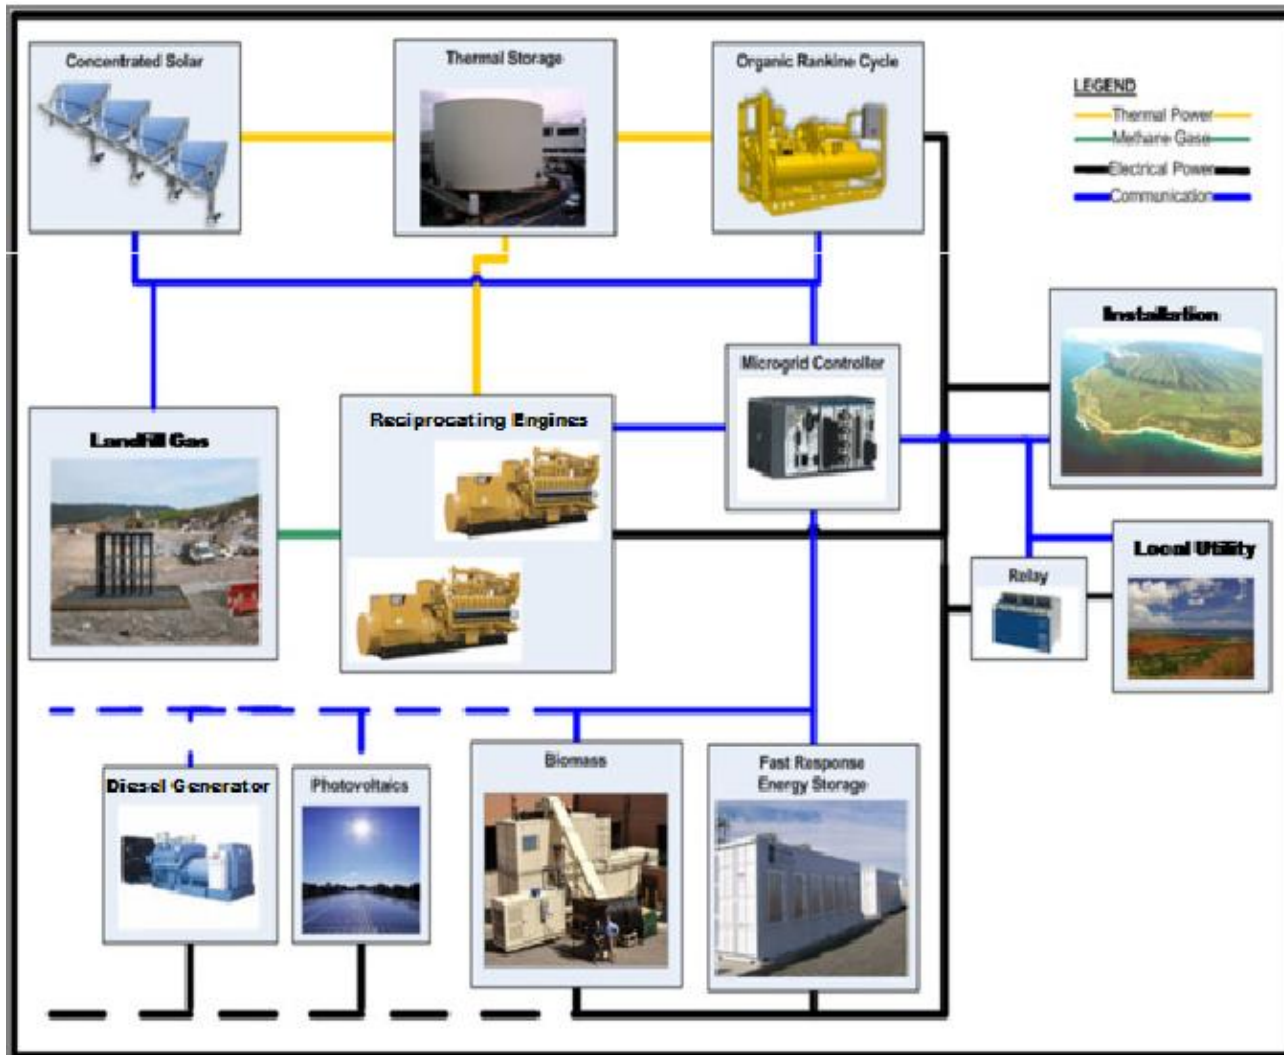 Concentrated Solar
Thermal Storage
Organic Rankine Cycle
LEGEND
Thermal Power
Methane Gase
Electrical Power
Communication
Installation
Microgrid Controller
Reciprocating Engines
Landfill Gas
Local Utility
Relay
Biomass
Fast Response
Energy Storage
Diesel Generator
Photovoltaics